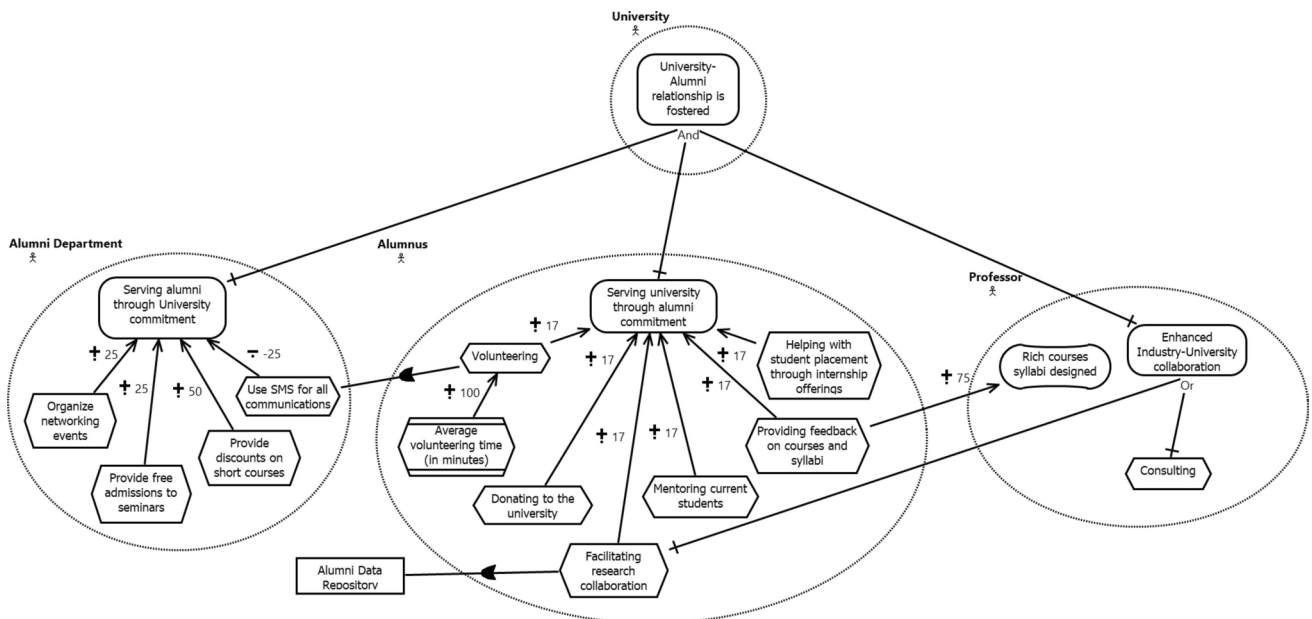 University
University-
Alumni
relationship is
fostered
And
Alumni Department
Serving alumni
through University
commitment
25
25
50
-25
Organize
networking
events
Provide free
admissions to
seminars
Provide
discounts on
short courses
Use SMS for all
communications
Alumnus
Serving university
through alumni
commitment
17
Volunteering
100
Average
volunteering time
(in minutes)
17
17
17
17
17
Donating to the
university
Facilitating
research
collaboration
Mentoring current
students
Providing feedback
on courses and
syllabi
Helping with
student placement
through internship
offerings
Alumni Data
Repository
Professor
75
Rich courses
syllabi designed
Enhanced
Industry-University
collaboration
Or
Consulting